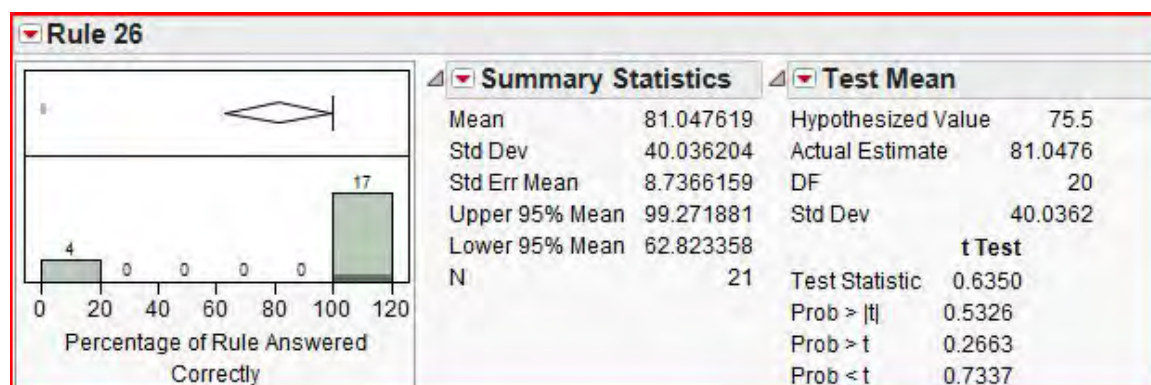 Rule 26
4
0
0
0
0
17
0 20 40 60 80 100 120
Percentage of Rule Answered
Correctly
Summary Statistics
Mean 81.047619
Std Dev 40.036204
Std Err Mean 8.7366159
Upper 95% Mean 99.271881
Lower 95% Mean 62.823358
N 21
Test Mean
Hypothesized Value 75.5
Actual Estimate 81.0476
DF 20
Std Dev 40.0362
t Test
Test Statistic 0.6350
Prob > |t| 0.5326
Prob > t 0.2663
Prob < t 0.7337